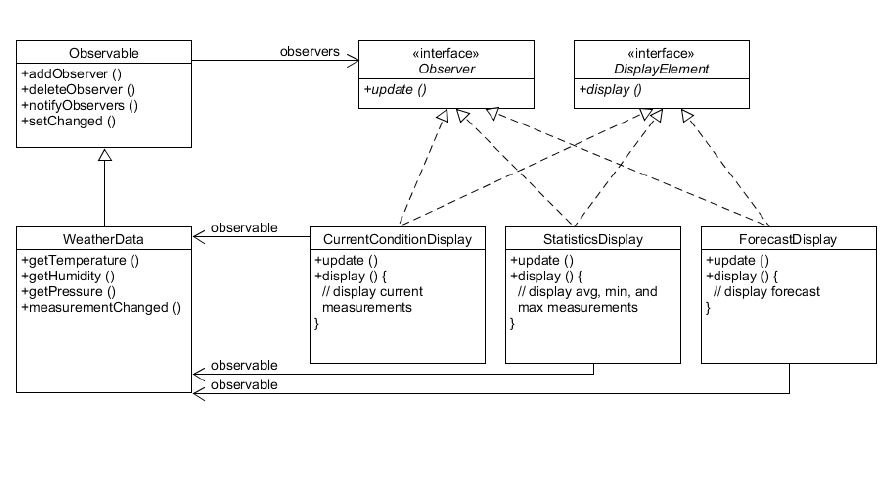 Observable
+addObserver ()
+deleteObserver ()
+notifyObservers ()
+setChanged ()
observers
«interface»
Observer
+update ()
«interface»
DisplayElement
+display ()
WeatherData
+getTemperature ()
+getHumidity ()
+getPressure ()
+measurementChanged ()
observable
CurrentConditionDisplay
+update ()
+display () {
// display current
measurements
}
StatisticsDisplay
+update ()
+display () {
// display avg, min, and
max measurements
}
ForecastDisplay
+update ()
+display () {
// display forecast
}
observable
observable